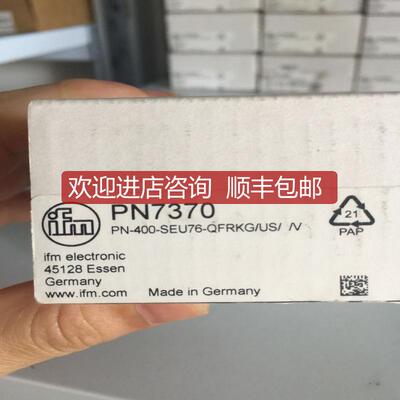 欢迎进店咨询 顺丰包邮
ifm
PN7370
PN-400-SEU76-QFRKG/US/ /V
21
PAP
ifm electronic
45128 Essen
Germany
www.ifm.com
Made in Germany